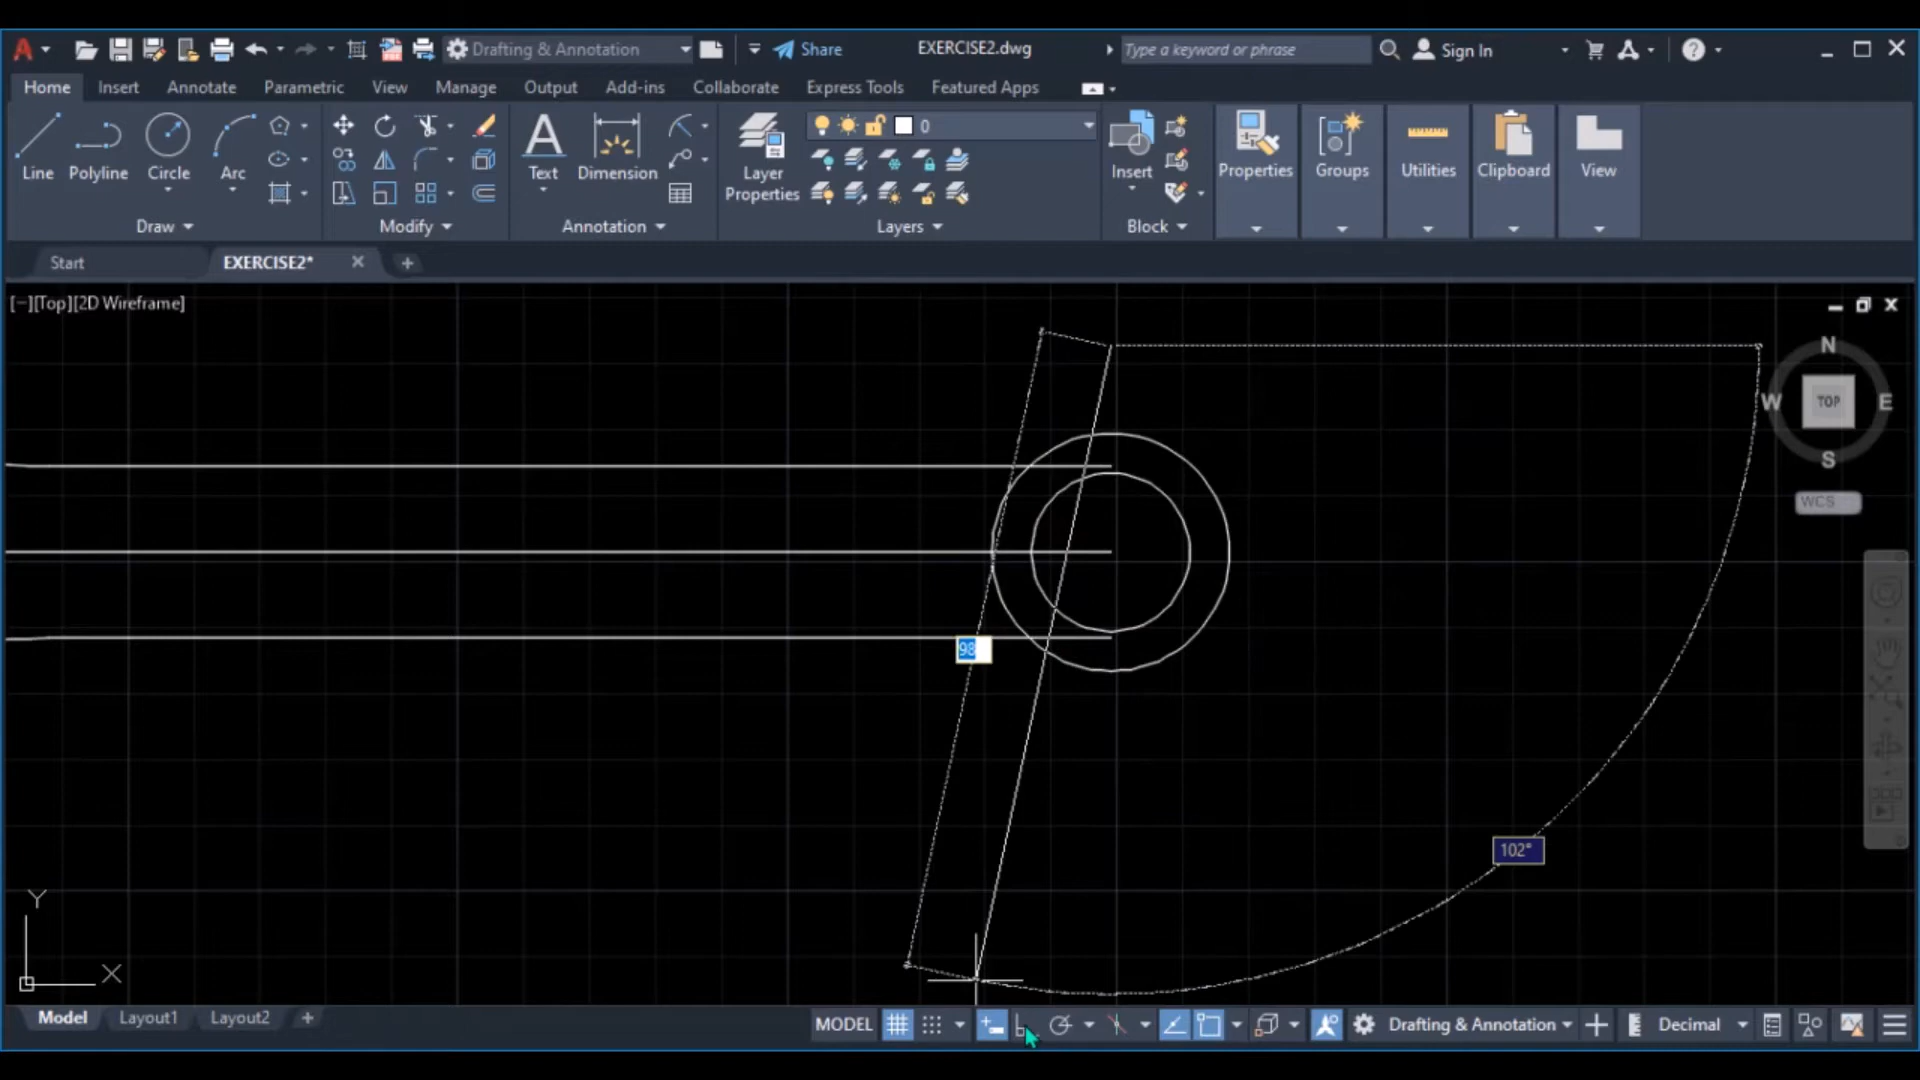 Drafting & Annotation
Share
EXERCISE2.dwg
Type a keyword or phrase
Sign In
Home
Insert
Annotate
Parametric
View
Manage
Output
Add-ins
Collaborate
Express Tools
Featured Apps
Line
Polyline
Circle
Arc
Text
Dimension
Layer
Properties
0
Insert
Properties
Groups
Utilities
Clipboard
View
Draw
Modify
Annotation
Layers
Block
Start
EXERCISE2*
[−][Top][2D Wireframe]
N
W
TOP
E
S
WCS
98
102°
Y
X
Model
Layout1
Layout2
MODEL
Drafting & Annotation
Decimal